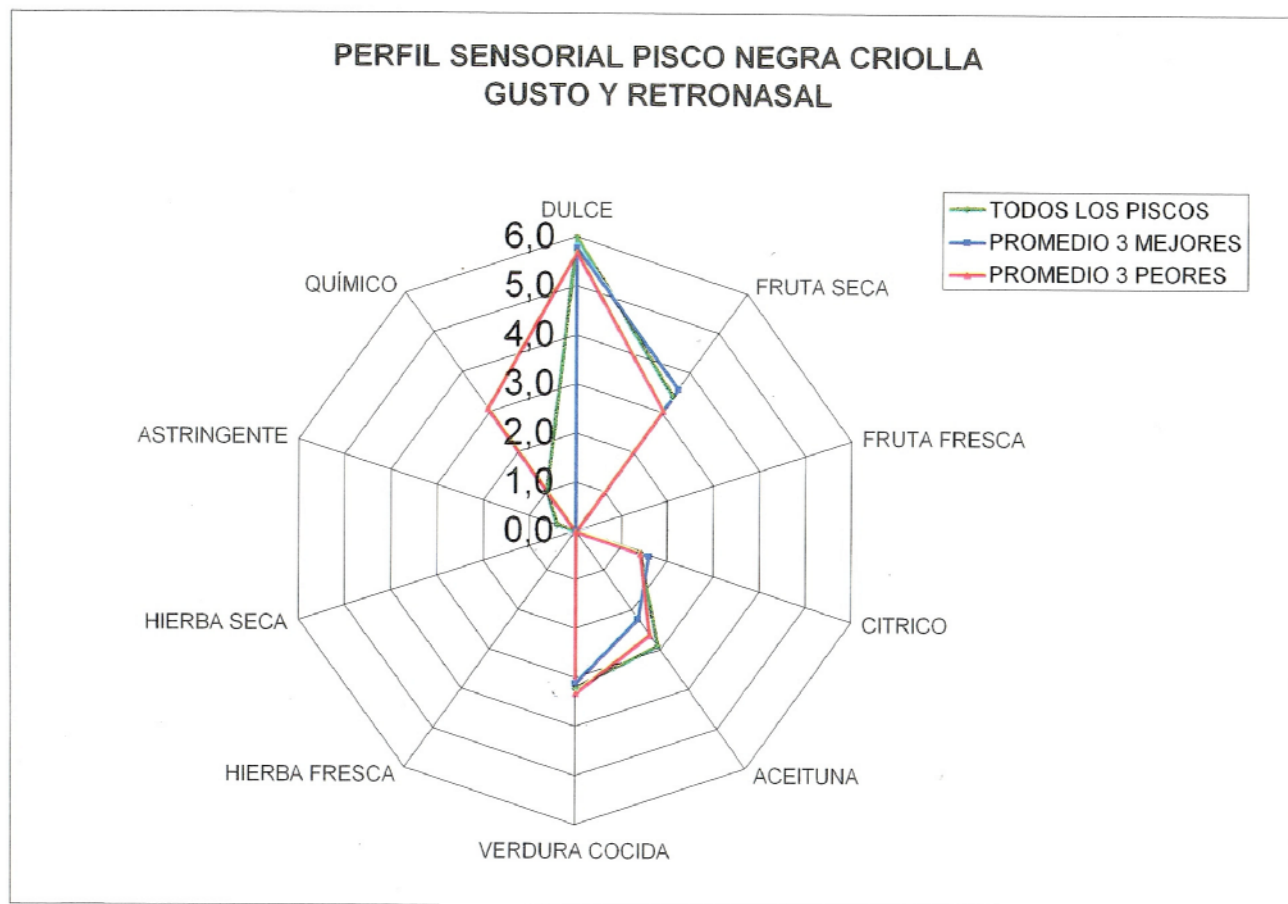 PERFIL SENSORIAL PISCO NEGRA CRIOLLA
GUSTO Y RETRONASAL
TODOS LOS PISCOS
PROMEDIO 3 MEJORES
PROMEDIO 3 PEORES
DULCE
FRUTA SECA
FRUTA FRESCA
CITRICO
ACEITUNA
VERDURA COCIDA
HIERBA FRESCA
HIERBA SECA
ASTRINGENTE
QUÍMICO
6,0
5,0
4,0
3,0
2,0
1,0
0,0